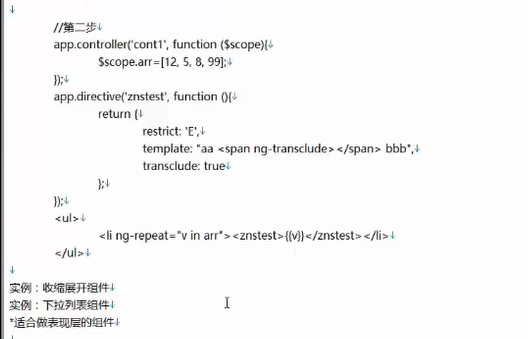 //第二步
app.controller('cont1', function ($scope){
$scope.arr=[12, 5, 8, 99];
});
app.directive('znstest', function (){
return {
restrict: 'E',
template: "aa <span ng-transclude></span> bbb",
transclude: true
};
});
<ul>
<li ng-repeat="v in arr"><znstest>{{v}}</znstest></li>
</ul>
实例：收缩展开组件
实例：下拉列表组件
*适合做表现层的组件